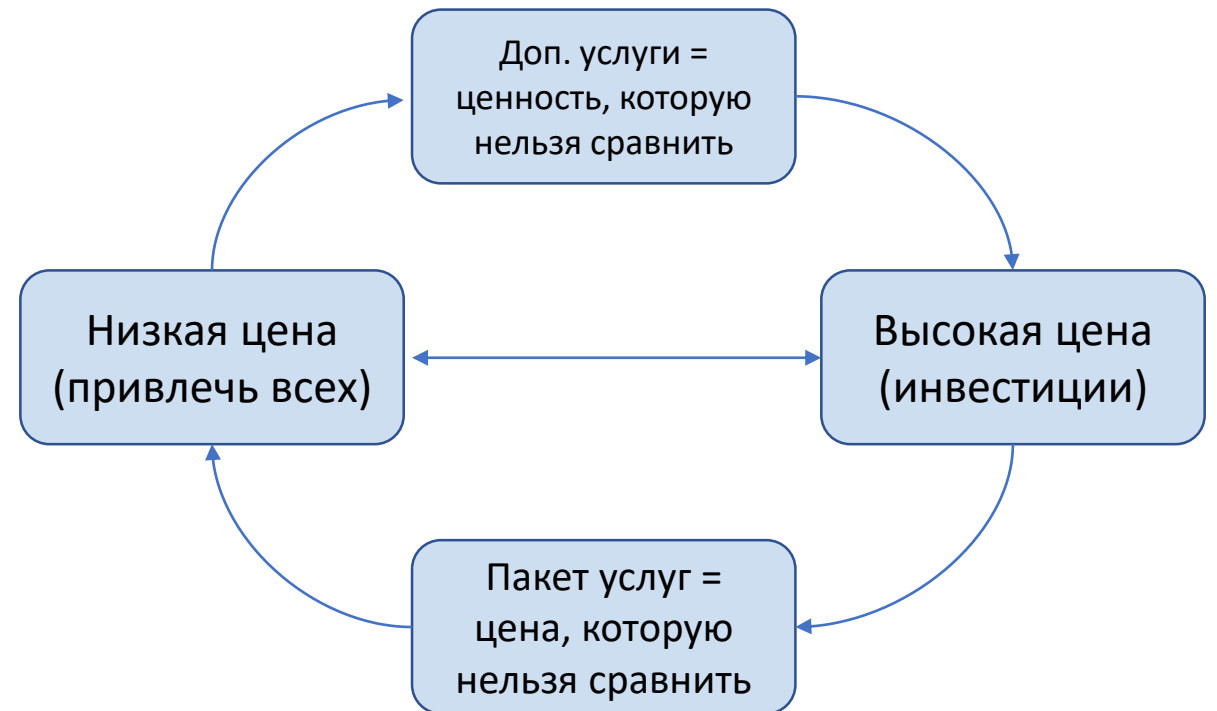 Доп. услуги =
ценность, которую
нельзя сравнить
Низкая цена
(привлечь всех)
Высокая цена
(инвестиции)
Пакет услуг =
цена, которую
нельзя сравнить